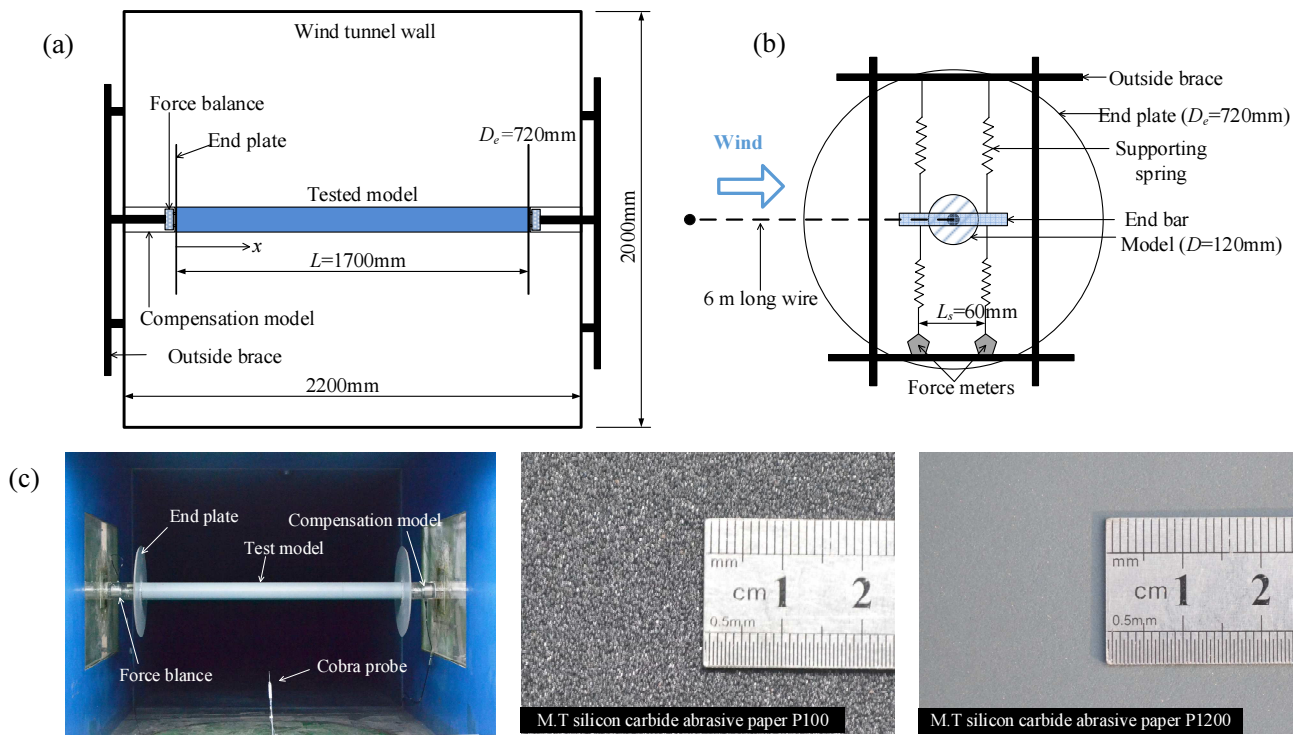 (a)
Wind tunnel wall
Force balance
End plate
D_e=720mm
Tested model
x
L=1700mm
Compensation model
Outside brace
2200mm
2000mm
(b)
Outside brace
End plate (D_e=720mm)
Wind
Supporting
spring
End bar
Model (D=120mm)
6 m long wire
L_s=60mm
Force meters
(c)
End plate
Compensation model
Test model
Force blance
Cobra probe
mm
cm 1 2
0.5mm
M.T silicon carbide abrasive paper P100
mm
cm 1 2
0.5mm
M.T silicon carbide abrasive paper P1200